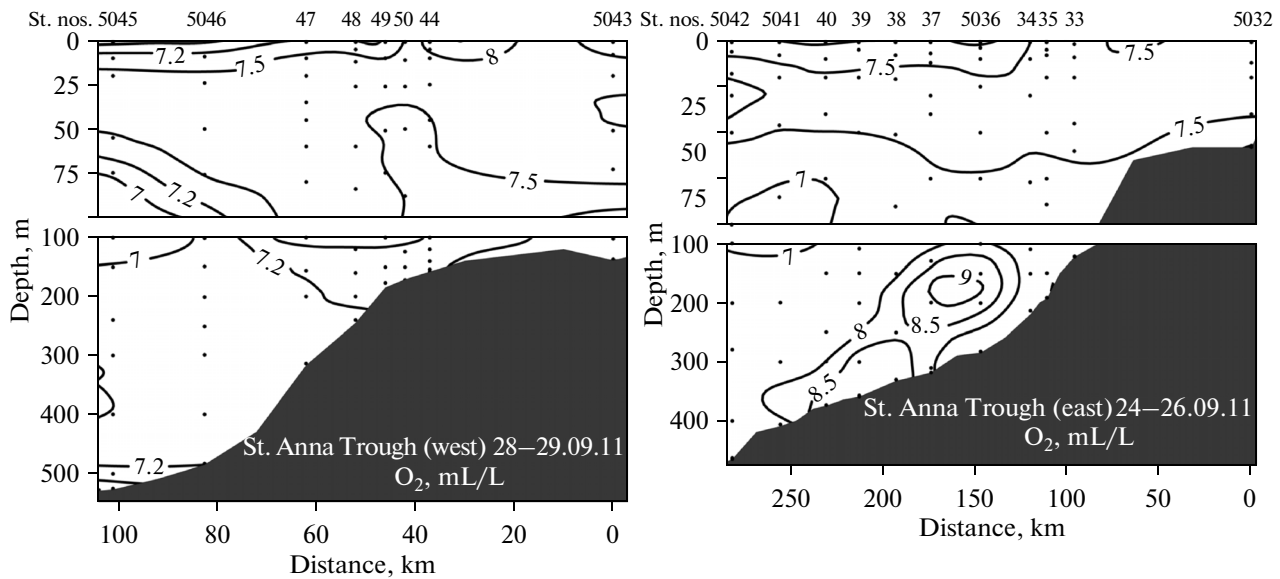 St. nos. 5045 5046 47 48 49 50 44 5043
0
25
50
75
100
200
300
400
500
Depth, m
7.2
7.5
8
7.5
7.2
7
7
7.2
7.2
St. Anna Trough (west) 28–29.09.11
O2, mL/L
100 80 60 40 20 0
Distance, km
St. nos. 5042 5041 40 39 38 37 5036 34 35 33 5032
0
25
50
75
100
200
300
400
Depth, m
7.5
7.5
7.5
7
7
9
8
8.5
8.5
St. Anna Trough (east) 24–26.09.11
O2, mL/L
250 200 150 100 50 0
Distance, km